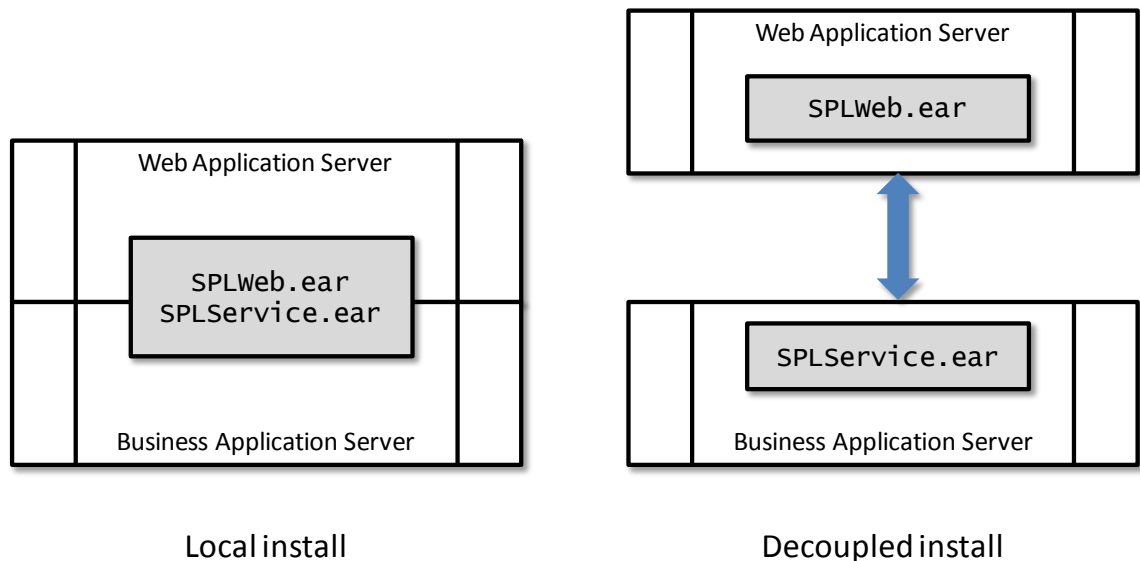 Web Application Server
SPLWeb.ear
SPLService.ear
Business Application Server
Local install
Web Application Server
SPLWeb.ear
SPLService.ear
Business Application Server
Decoupled install